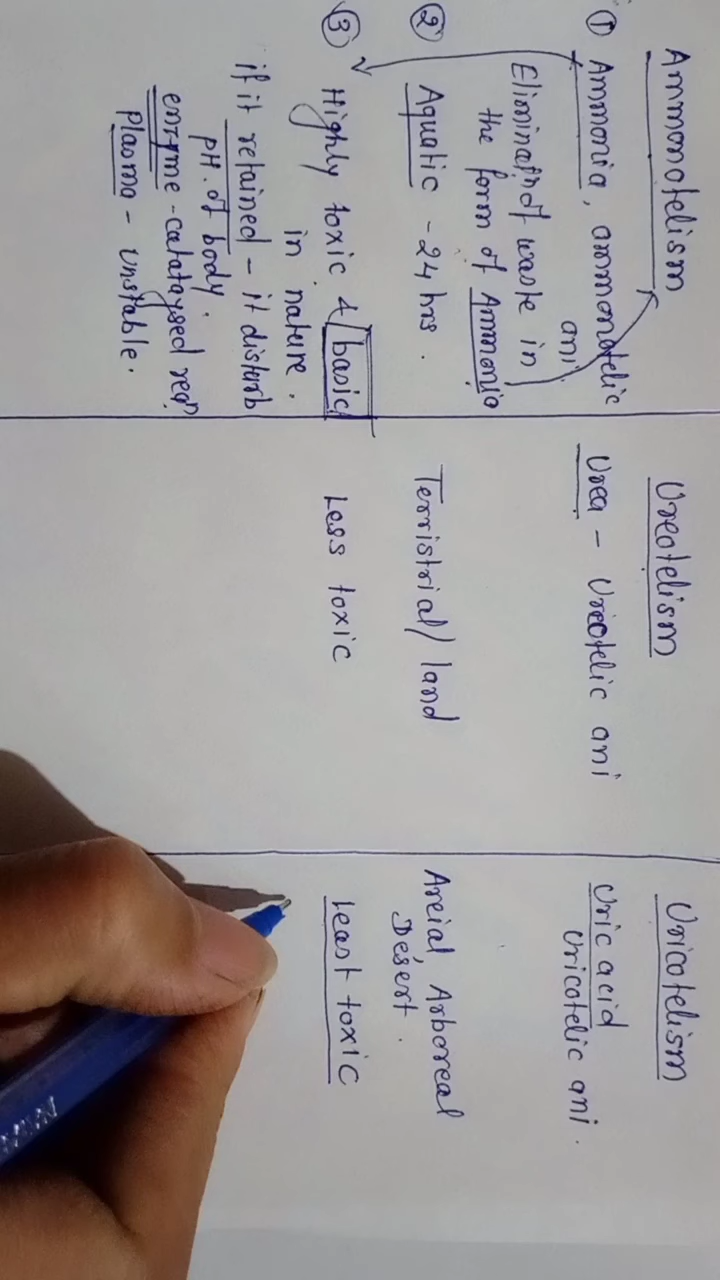 Ammonotelism
① Ammonia, ammonotelic
ani
Eliminatn of waste in
the form of Ammonia
② Aquatic - 24 hrs.
③ Highly toxic & basic
in nature.
if it retained - it disturb
pH. of body.
enzyme - catataysed reaⁿ
Plasma - Unstable.
Ureotelism
Urea - Ureotelic ani
Terristrial/land
Less toxic
Uricotelism
Uric acid
Uricotelic ani.
Areial, Arboreal
Desert.
Least toxic